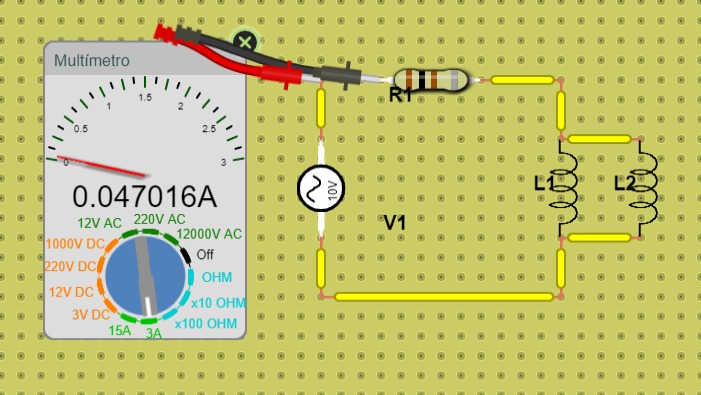 Multímetro
0
0.5
1
1.5
2
2.5
3
0.047016A
12V AC
220V AC
12000V AC
1000V DC
Off
220V DC
OHM
12V DC
x10 OHM
3V DC
x100 OHM
15A
3A
R1
10V
V1
L1
L2